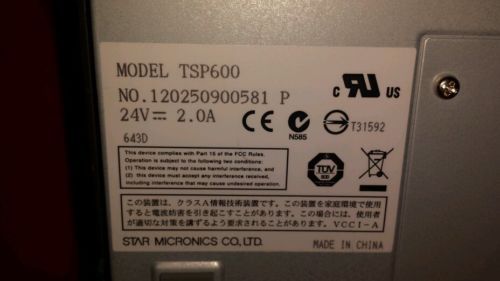 MODEL TSP600
NO.120250900581 P
24V⎓ 2.0A
643D
c RU US
CE N585 T31592
This device complies with Part 15 of the FCC Rules.
Operation is subject to the following two conditions:
(1) This device may not cause harmful interference, and
(2) this device must accept any interference received,
including interference that may cause undesired operation.
TÜV
この装置は、クラスA情報技術装置です。この装置を家庭環境で使用
すると電波妨害を引き起こすことがあります。この場合には、使用者
が適切な対策を講ずるよう要求されることがあります。VCCI-A
STAR MICRONICS CO., LTD.
MADE IN CHINA